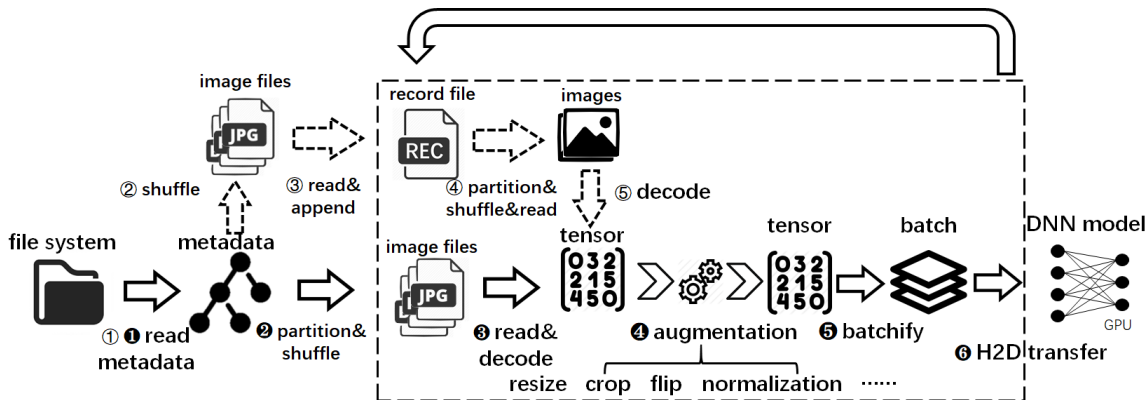 image files
JPG
② shuffle
③ read&
append
record file
REC
images
④ partition&
shuffle&read
⑤ decode
file system
metadata
① ❶ read
metadata
❷ partition&
shuffle
image files
JPG
❸ read&
decode
tensor
0 3 2
2 1 5
4 5 0
❹ augmentation
resize crop flip normalization ……
tensor
0 3 2
2 1 5
4 5 0
❺ batchify
batch
❻ H2D transfer
DNN model
GPU